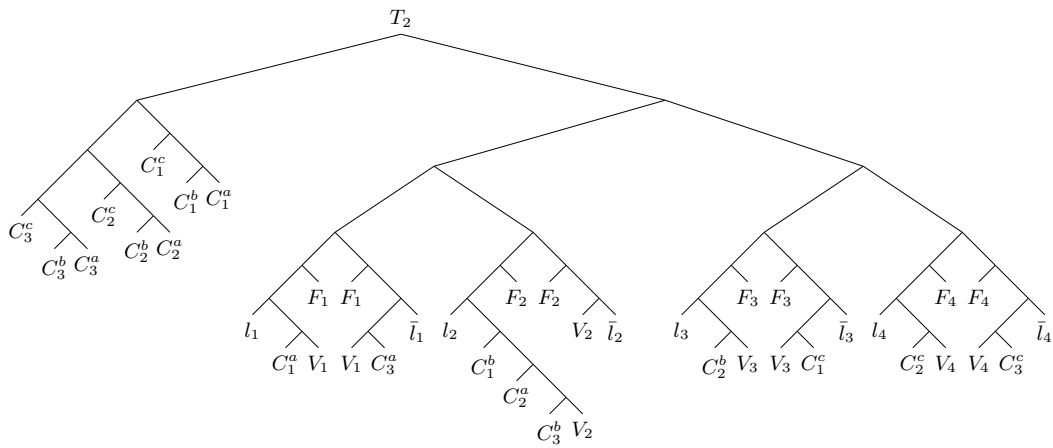 T_2
C_1^c
C_1^b C_1^a
C_3^c C_2^c
C_3^b C_3^a C_2^b C_2^a
F_1 F_1 F_2 F_2 F_3 F_3 F_4 F_4
l_1 \bar{l}_1 l_2 V_2 \bar{l}_2 l_3 \bar{l}_3 l_4 \bar{l}_4
C_1^a V_1 V_1 C_3^a C_1^b C_2^b V_3 V_3 C_1^c C_2^c V_4 V_4 C_3^c
C_2^a
C_3^b V_2